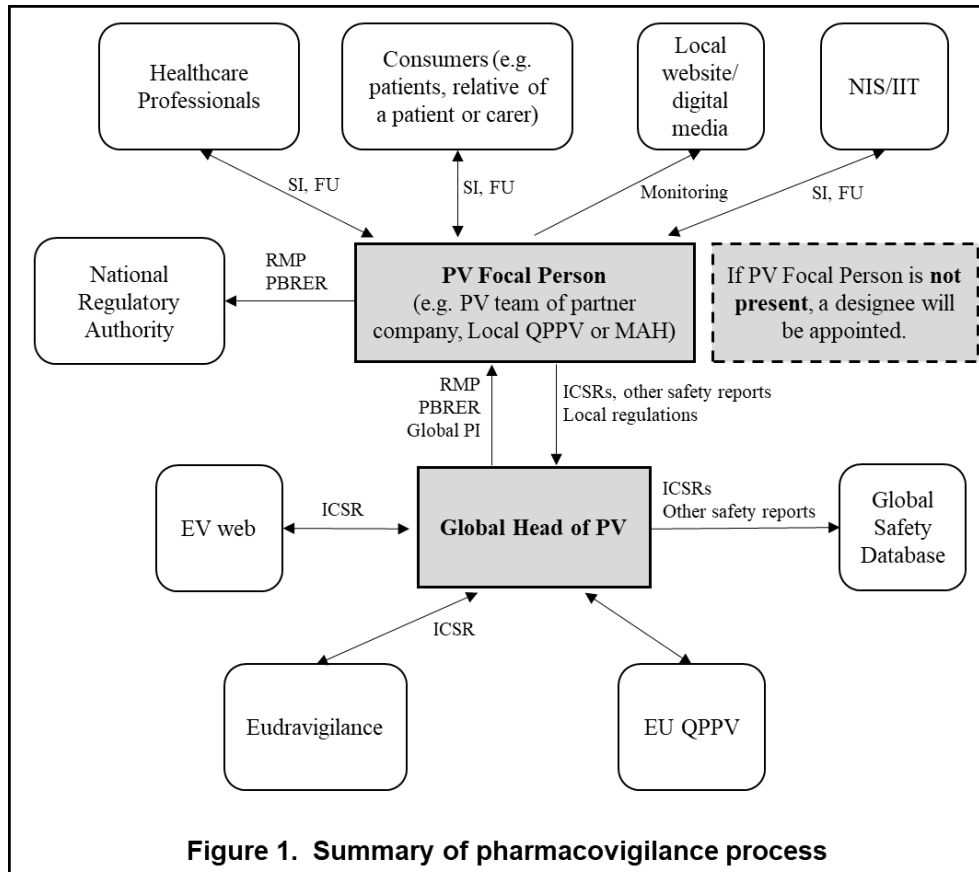 Healthcare
Professionals
Consumers (e.g.
patients, relative of
a patient or carer)
Local
website/
digital
media
NIS/IIT
SI, FU
SI, FU
Monitoring
SI, FU
National
Regulatory
Authority
RMP
PBRER
PV Focal Person
(e.g. PV team of partner
company, Local QPPV or MAH)
If PV Focal Person is not
present, a designee will
be appointed.
RMP
PBRER
Global PI
ICSRs, other safety reports
Local regulations
EV web
ICSR
Global Head of PV
ICSRs
Other safety reports
Global
Safety
Database
ICSR
Eudravigilance
EU QPPV
Figure 1. Summary of pharmacovigilance process